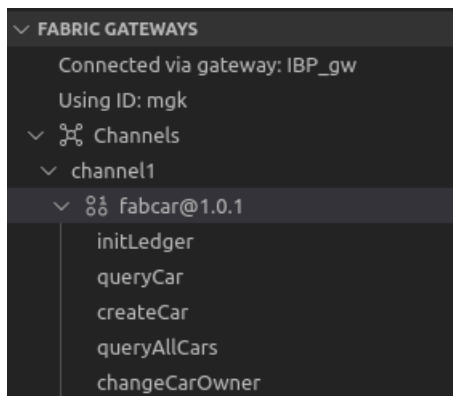 FABRIC GATEWAYS
Connected via gateway: IBP_gw
Using ID: mgk
Channels
channel1
fabcar@1.0.1
initLedger
queryCar
createCar
queryAllCars
changeCarOwner